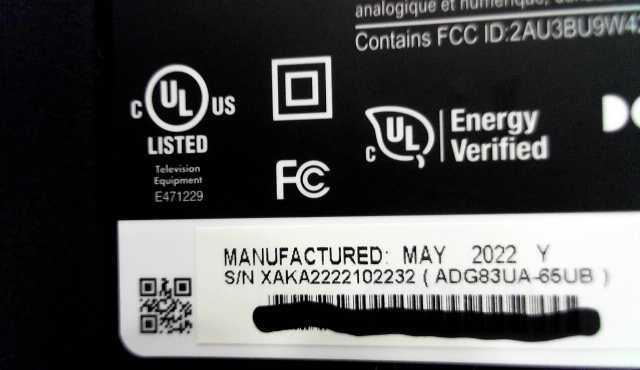 analogique et numérique,
Contains FCC ID:2AU3BU9W4
C UL US
LISTED
Television
Equipment
E471229
FC
C UL
Energy
Verified
MANUFACTURED: MAY 2022 Y
S/N XAKA2222102232 ( ADG83UA-65UB )